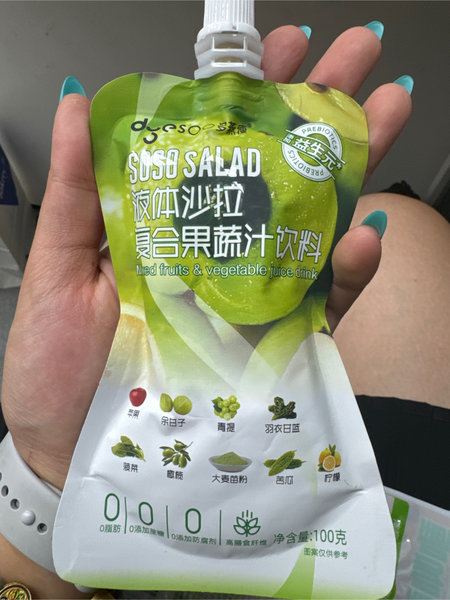 dyesoo
SOSO SALAD
PREBIOTICS
益生元
PREBIOTICS
液体沙拉
复合果蔬汁饮料
Mixed fruits & vegetable juice drink
苹果 余甘子 青提 羽衣甘蓝
菠菜 橄榄 大麦苗粉 苦瓜 柠檬
0 0 0
0脂肪 0添加蔗糖 0添加防腐剂 高膳食纤维
净含量:100克
图案仅供参考